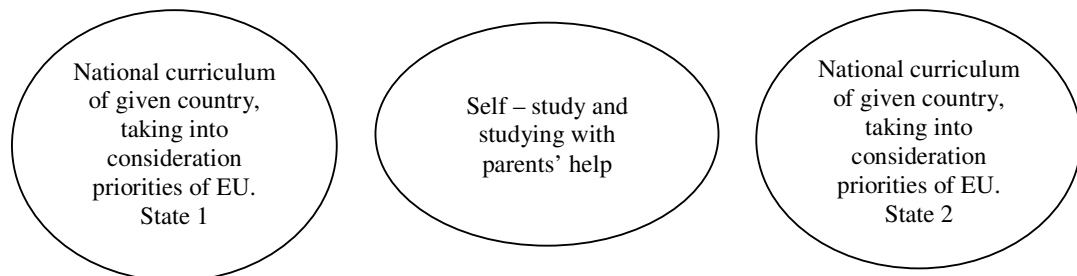 National curriculum
of given country,
taking into
consideration
priorities of EU.
State 1
Self – study and
studying with
parents’ help
National curriculum
of given country,
taking into
consideration
priorities of EU.
State 2